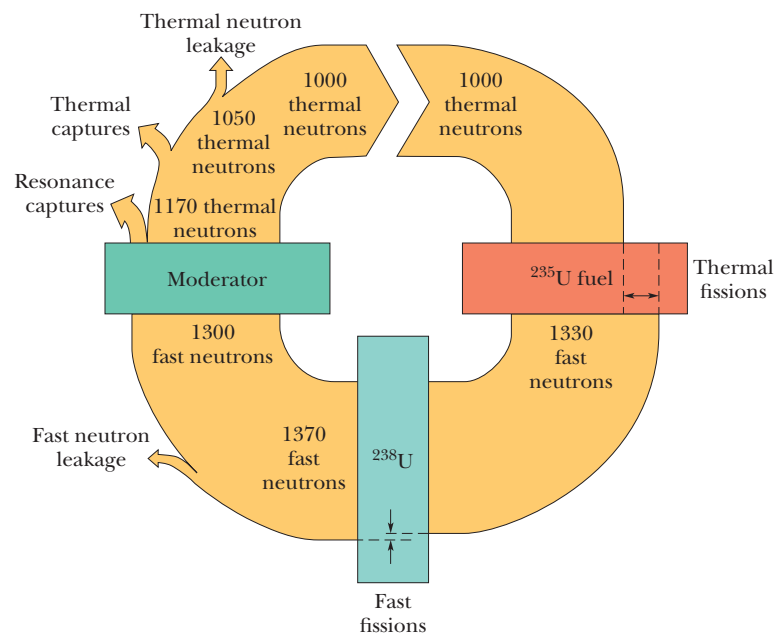 Thermal neutron
leakage
1000
thermal
neutrons
1000
thermal
neutrons
Thermal
captures
1050
thermal
neutrons
Resonance
captures
1170 thermal
neutrons
Moderator
²³⁵U fuel
Thermal
fissions
1300
fast neutrons
1330
fast
neutrons
Fast neutron
leakage
1370
fast
neutrons
²³⁸U
Fast
fissions